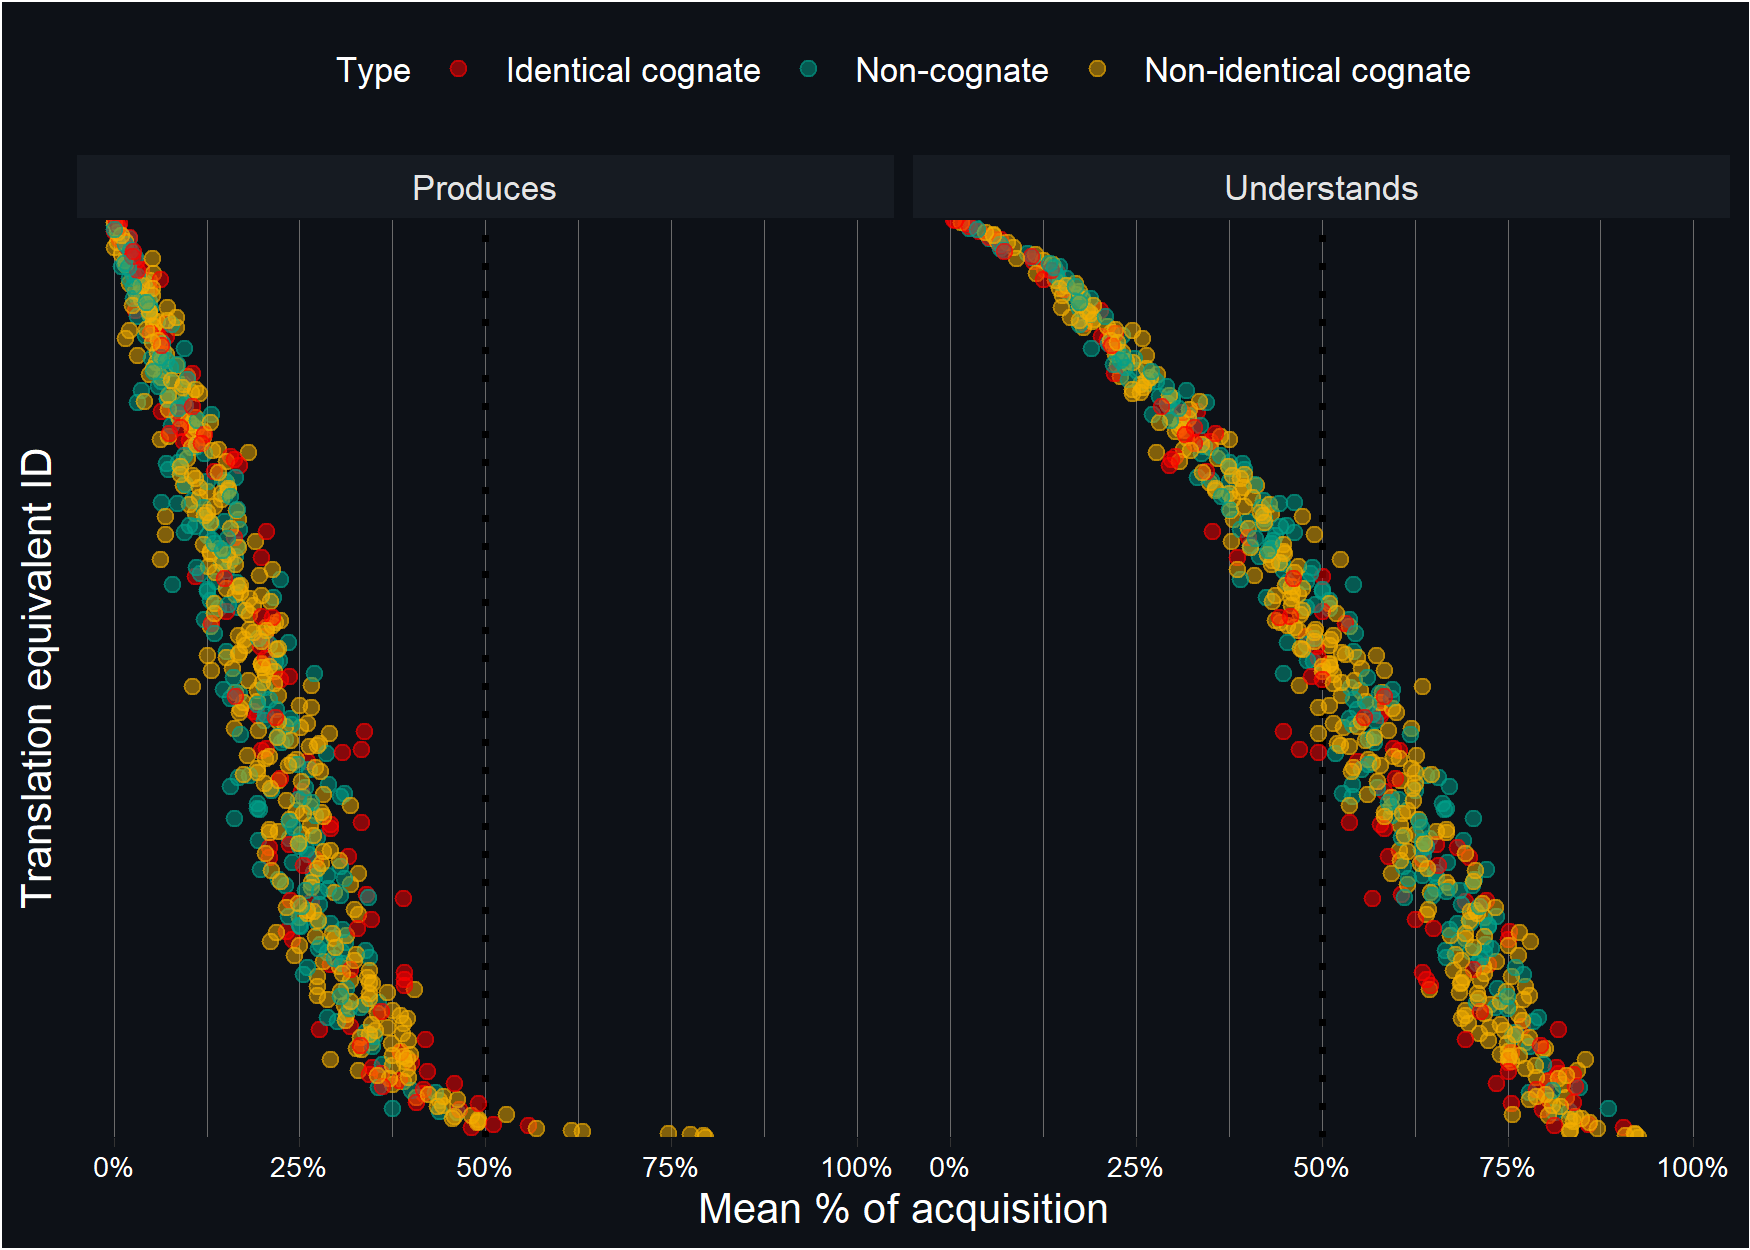 Type Identical cognate Non-cognate Non-identical cognate
Produces Understands
Translation equivalent ID
0% 25% 50% 75% 100% 0% 25% 50% 75% 100%
Mean % of acquisition